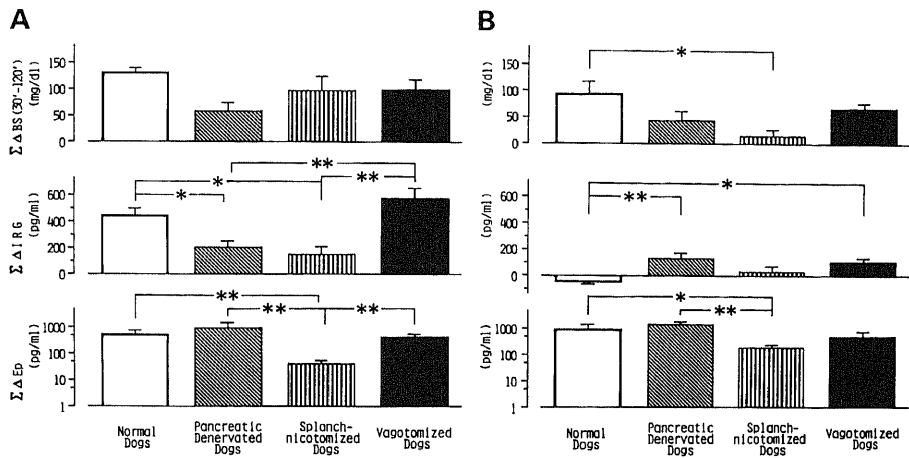 A
B
Σ Δ BS (30'-120')
(mg/dl)
150
100
50
0
(mg/dl)
150
100
50
0
*
Σ Δ I R G
(pg/ml)
600
400
200
0
*
*
**
**
(pg/ml)
600
400
200
0
**
*
Σ Δ Ep
(pg/ml)
1000
100
10
1
**
**
**
(pg/ml)
1000
100
10
1
*
**
Normal
Dogs
Pancreatic
Denervated
Dogs
Splanch-
nicotomized
Dogs
Vagotomized
Dogs
Normal
Dogs
Pancreatic
Denervated
Dogs
Splanch-
nicotomized
Dogs
Vagotomized
Dogs